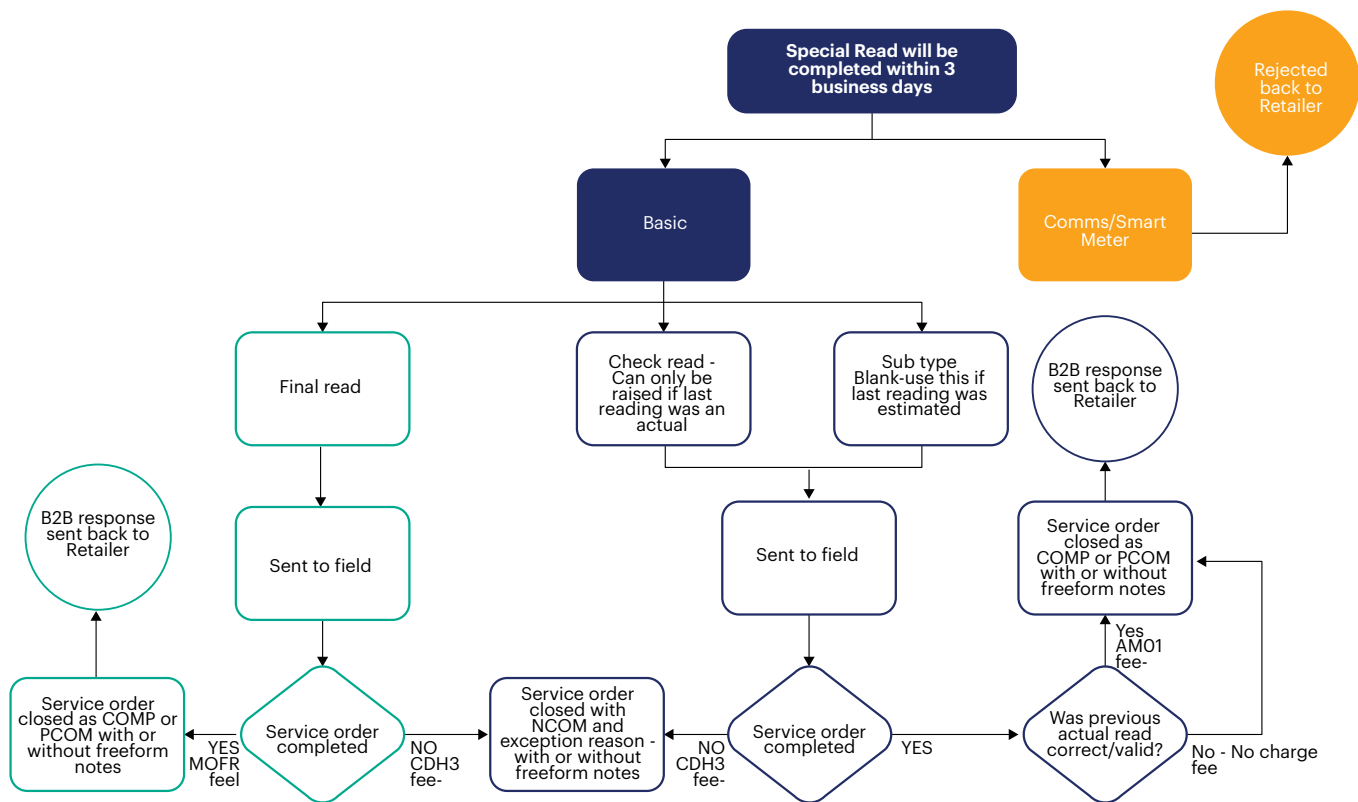 Special Read will be
completed within 3
business days
Rejected
back to
Retailer
Basic
Comms/Smart
Meter
Final read
Check read -
Can only be
raised if last
reading was an
actual
Sub type
Blank-use this if
last reading was
estimated
B2B response
sent back to
Retailer
B2B response
sent back to
Retailer
Sent to field
Sent to field
Service order
closed as
COMP or PCOM
with or without
freeform notes
Yes
AM01
fee-
Service order
closed as COMP or
PCOM with or
without freeform
notes
YES
MOFR
feel
Service order
completed
NO
CDH3
fee-
Service order
closed with
NCOM and
exception reason -
with or without
freeform notes
NO
CDH3
fee-
Service order
completed
YES
Was previous
actual read
correct/valid?
No - No charge
fee